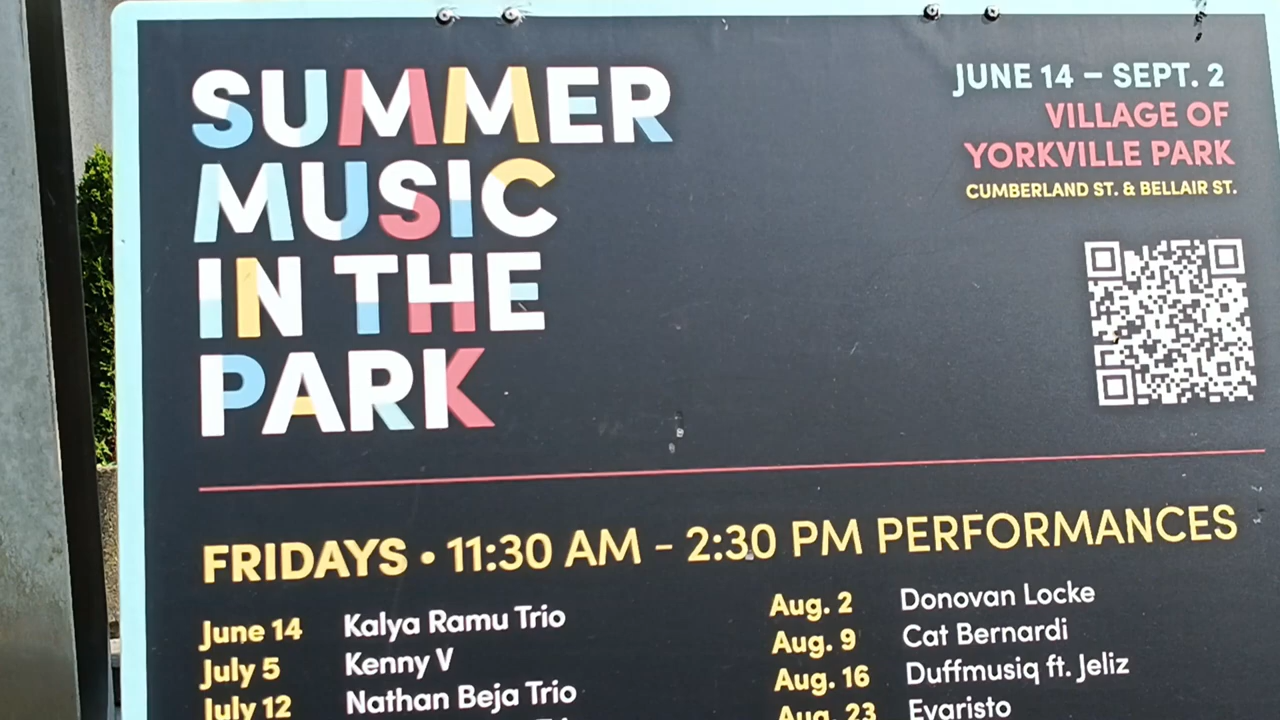 SUMMER
MUSIC
IN THE
PARK
JUNE 14 – SEPT. 2
VILLAGE OF
YORKVILLE PARK
CUMBERLAND ST. & BELLAIR ST.
FRIDAYS • 11:30 AM – 2:30 PM PERFORMANCES
June 14 Kalya Ramu Trio
July 5 Kenny V
July 12 Nathan Beja Trio
Aug. 2 Donovan Locke
Aug. 9 Cat Bernardi
Aug. 16 Duffmusiq ft. Jeliz
Aug. 23 Evaristo